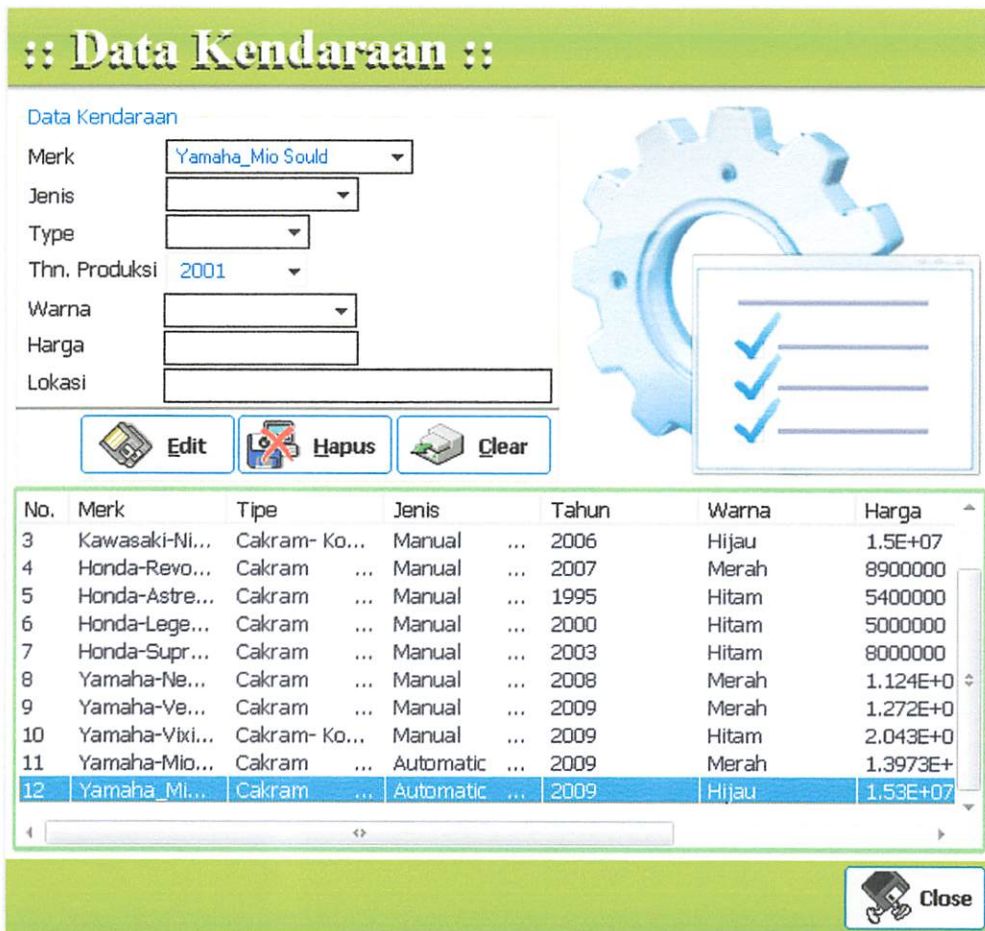 :: Data Kendaraan ::
Data Kendaraan
Merk Yamaha_Mio Sould
Jenis
Type
Thn. Produksi 2001
Warna
Harga
Lokasi
Edit Hapus Clear
No. Merk Tipe Jenis Tahun Warna Harga
3 Kawasaki-Ni... Cakram- Ko... Manual ... 2006 Hijau 1.5E+07
4 Honda-Revo... Cakram ... Manual ... 2007 Merah 8900000
5 Honda-Astre... Cakram ... Manual ... 1995 Hitam 5400000
6 Honda-Lege... Cakram ... Manual ... 2000 Hitam 5000000
7 Honda-Supr... Cakram ... Manual ... 2003 Hitam 8000000
8 Yamaha-Ne... Cakram ... Manual ... 2008 Merah 1.124E+0
9 Yamaha-Ve... Cakram ... Manual ... 2009 Merah 1.272E+0
10 Yamaha-Vixi... Cakram- Ko... Manual ... 2009 Hitam 2.043E+0
11 Yamaha-Mio... Cakram ... Automatic ... 2009 Merah 1.3973E+
12 Yamaha_Mi... Cakram ... Automatic ... 2009 Hijau 1.53E+07
Close